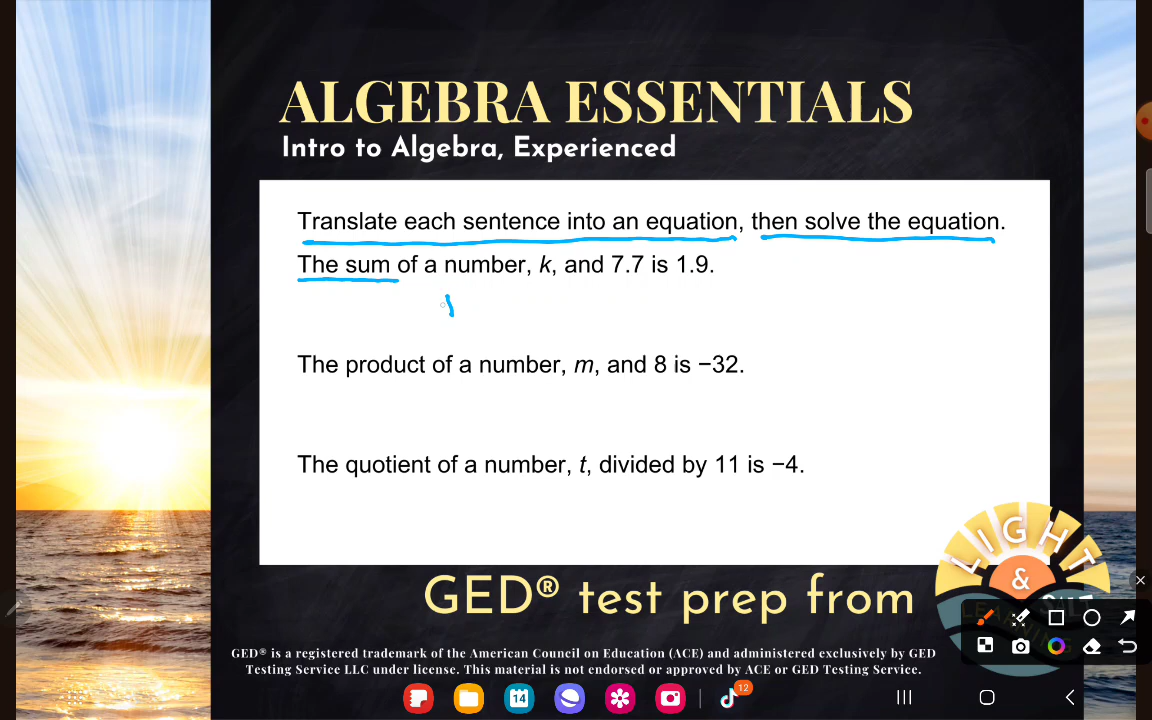 ALGEBRA ESSENTIALS
Intro to Algebra, Experienced
Translate each sentence into an equation, then solve the equation.
The sum of a number, k, and 7.7 is 1.9.
The product of a number, m, and 8 is −32.
The quotient of a number, t, divided by 11 is −4.
LIGHT
&
GED® test prep from
GED® is a registered trademark of the American Council on Education (ACE) and administered exclusively by GED
Testing Service LLC under license. This material is not endorsed or approved by ACE or GED Testing Service.
14
12